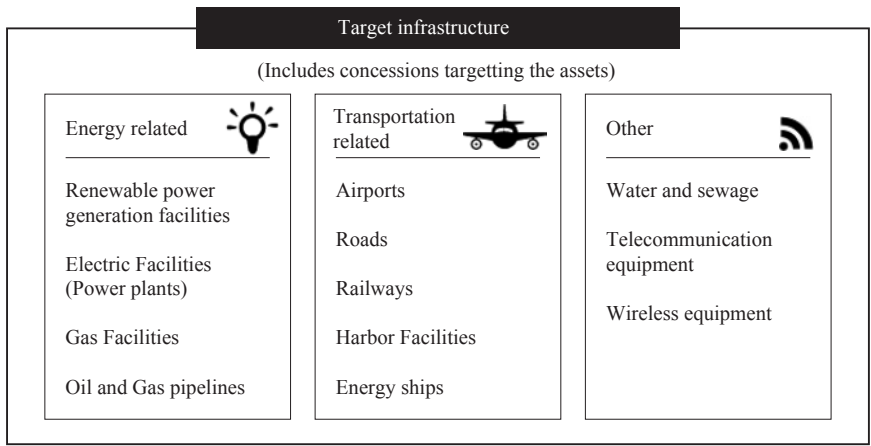 Target infrastructure
(Includes concessions targetting the assets)
Energy related
Renewable power
generation facilities
Electric Facilities
(Power plants)
Gas Facilities
Oil and Gas pipelines
Transportation
related
Airports
Roads
Railways
Harbor Facilities
Energy ships
Other
Water and sewage
Telecommunication
equipment
Wireless equipment